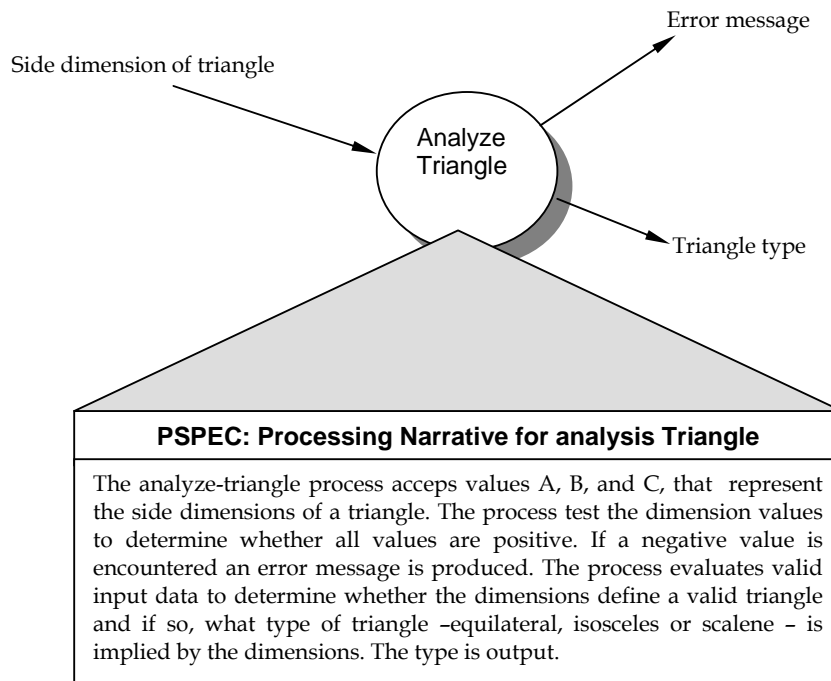 Error message
Side dimension of triangle
Analyze
Triangle
Triangle type
PSPEC: Processing Narrative for analysis Triangle
The analyze-triangle process acceps values A, B, and C, that represent
the side dimensions of a triangle. The process test the dimension values
to determine whether all values are positive. If a negative value is
encountered an error message is produced. The process evaluates valid
input data to determine whether the dimensions define a valid triangle
and if so, what type of triangle –equilateral, isosceles or scalene – is
implied by the dimensions. The type is output.